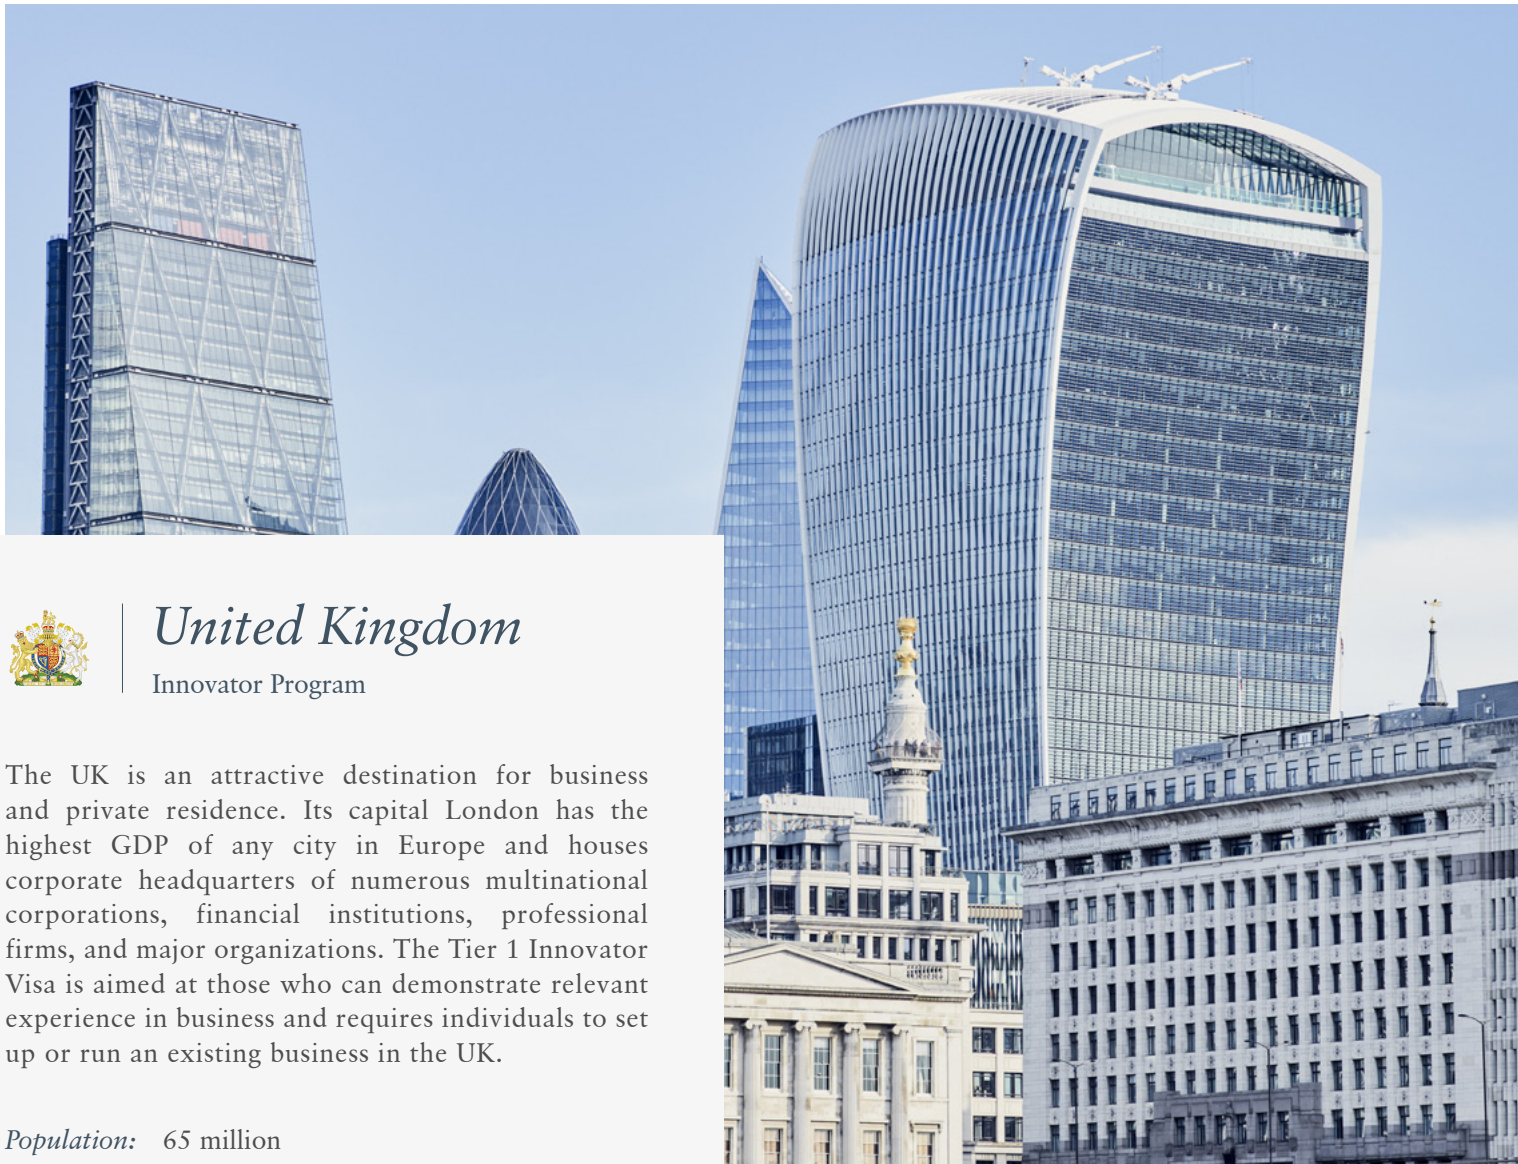 United Kingdom
Innovator Program
The UK is an attractive destination for business
and private residence. Its capital London has the
highest GDP of any city in Europe and houses
corporate headquarters of numerous multinational
corporations, financial institutions, professional
firms, and major organizations. The Tier 1 Innovator
Visa is aimed at those who can demonstrate relevant
experience in business and requires individuals to set
up or run an existing business in the UK.
Population: 65 million